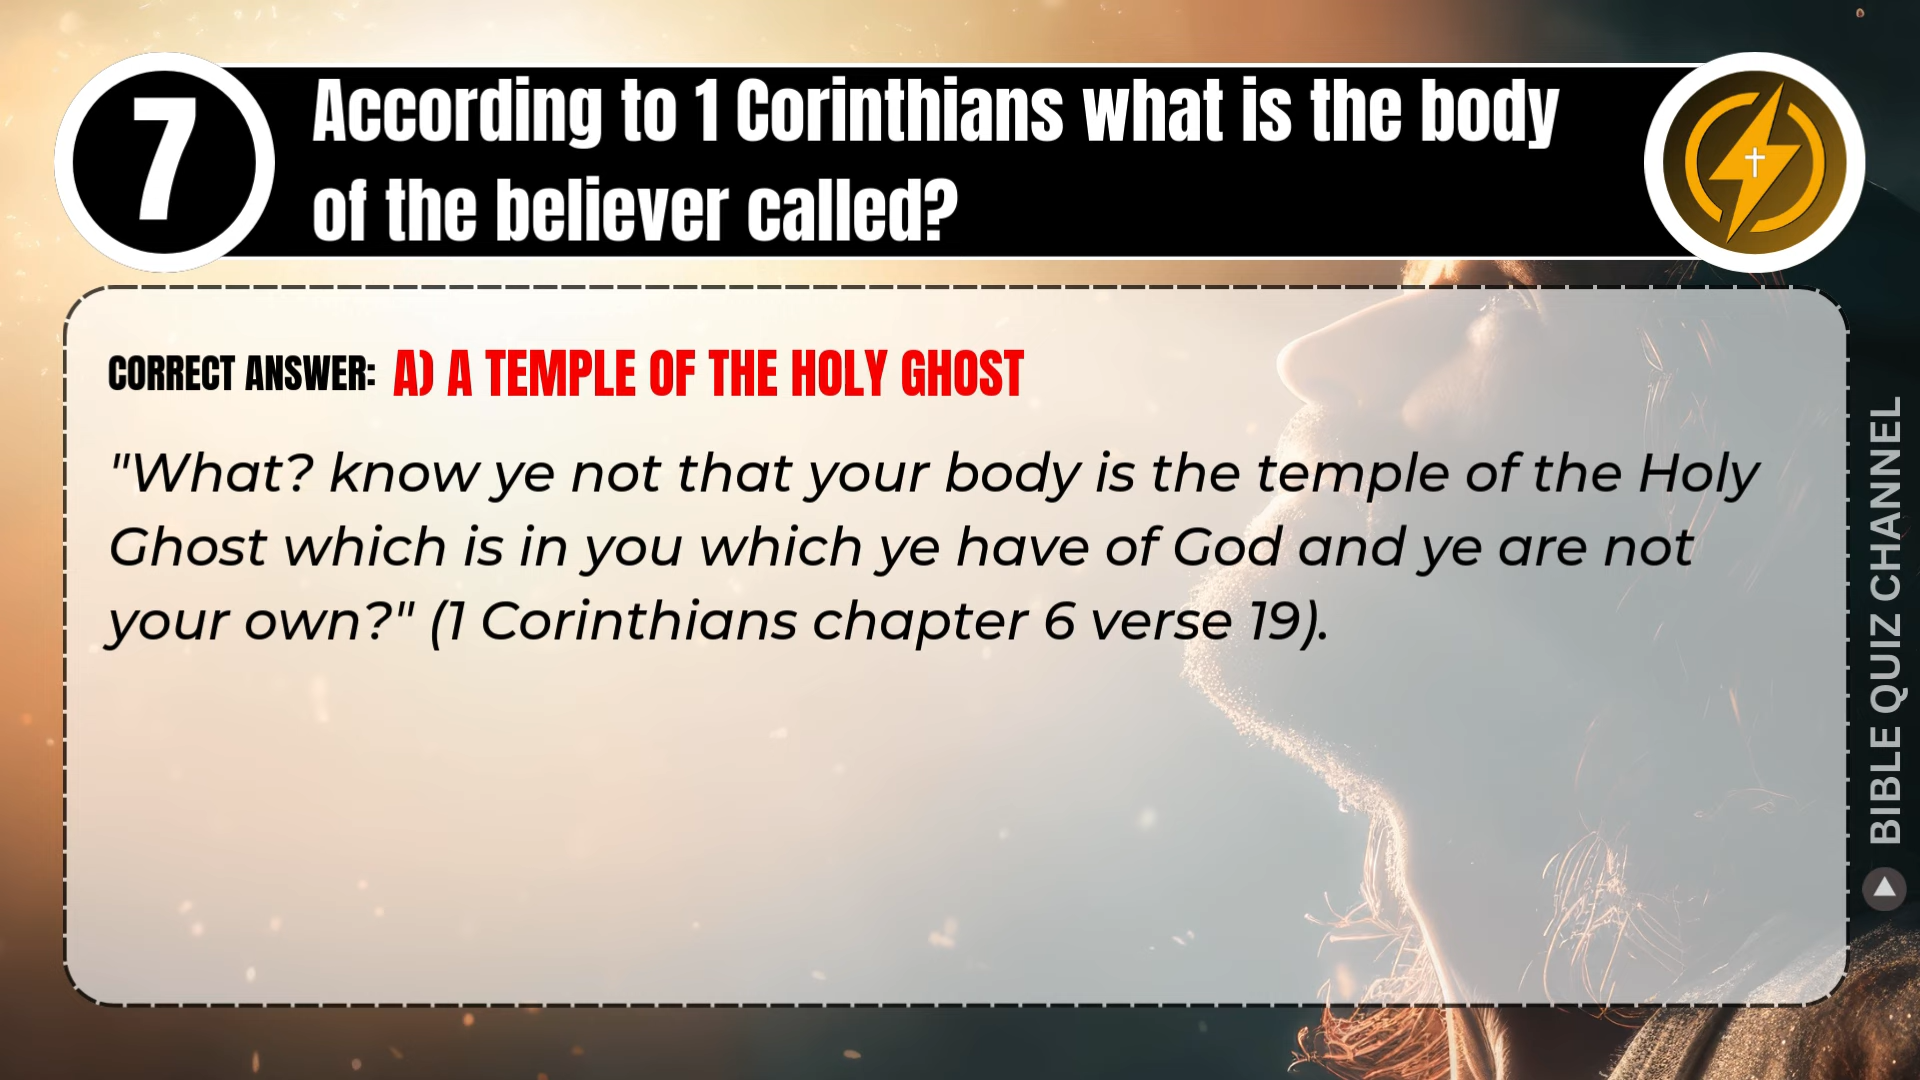 7
According to 1 Corinthians what is the body
of the believer called?
CORRECT ANSWER: A) A TEMPLE OF THE HOLY GHOST
"What? know ye not that your body is the temple of the Holy
Ghost which is in you which ye have of God and ye are not
your own?" (1 Corinthians chapter 6 verse 19).
BIBLE QUIZ CHANNEL